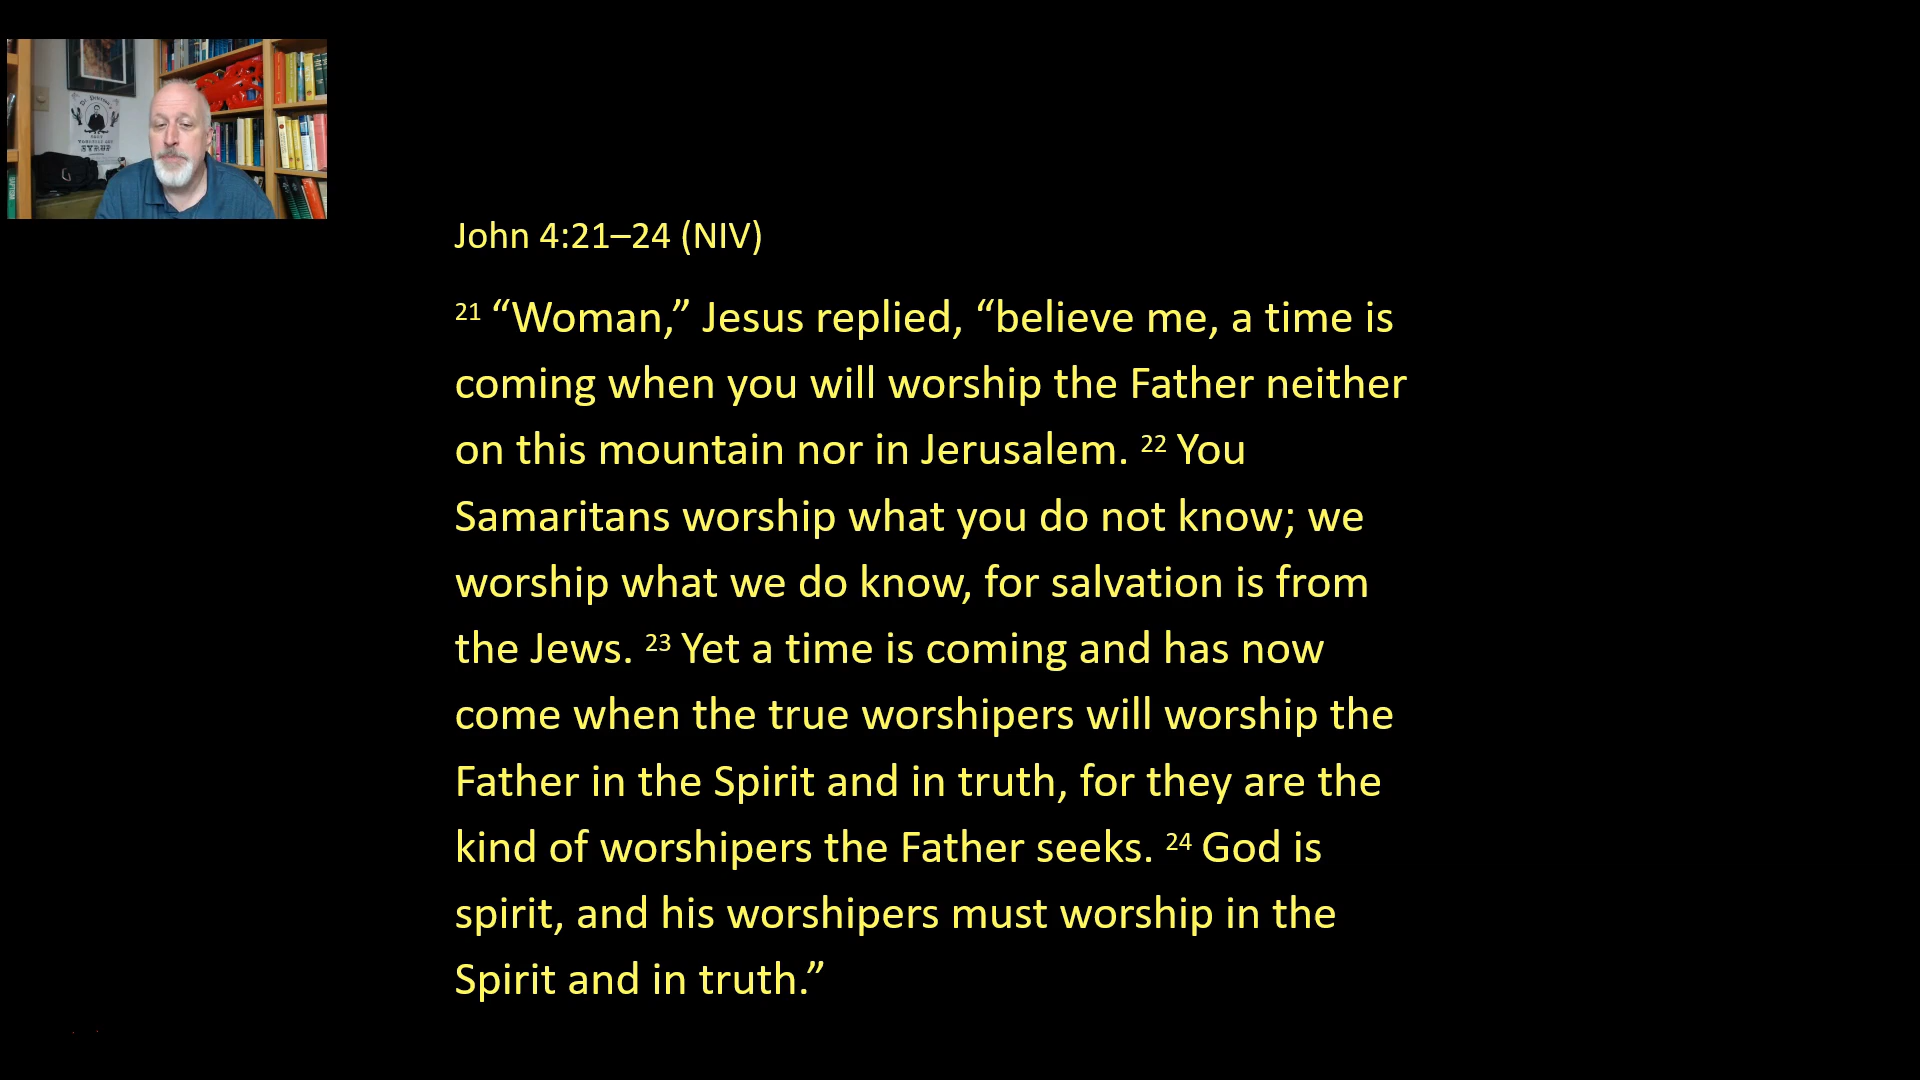 John 4:21–24 (NIV)
21 “Woman,” Jesus replied, “believe me, a time is
coming when you will worship the Father neither
on this mountain nor in Jerusalem. 22 You
Samaritans worship what you do not know; we
worship what we do know, for salvation is from
the Jews. 23 Yet a time is coming and has now
come when the true worshipers will worship the
Father in the Spirit and in truth, for they are the
kind of worshipers the Father seeks. 24 God is
spirit, and his worshipers must worship in the
Spirit and in truth.”
SYRUP